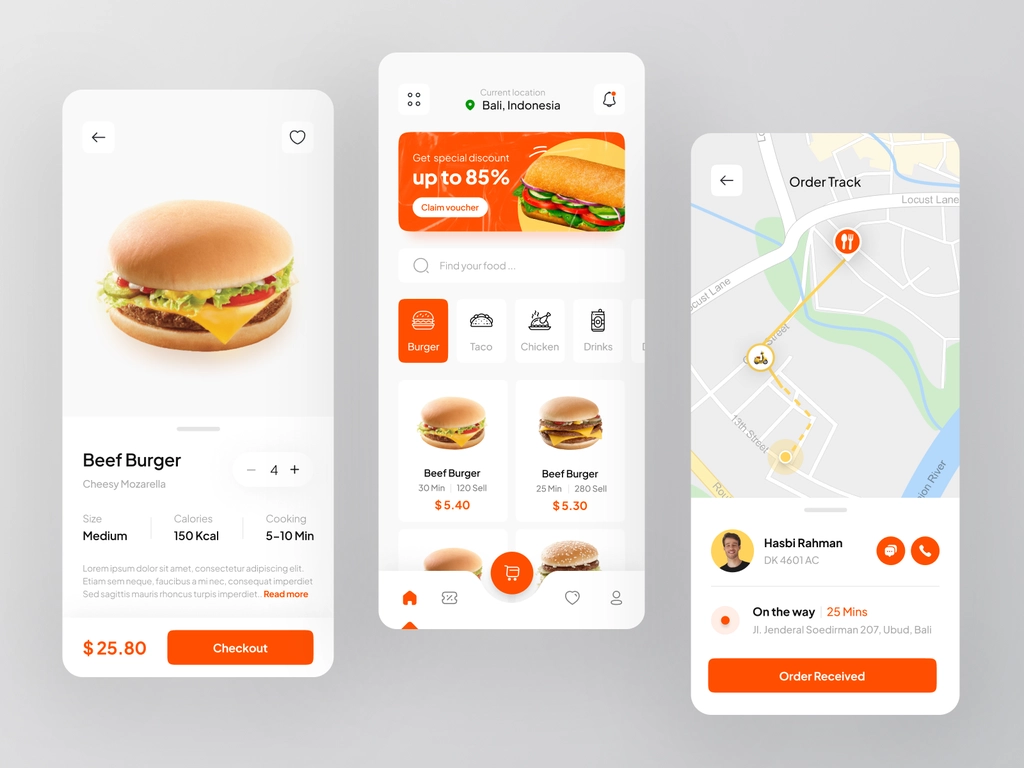 Beef Burger
Cheesy Mozarella
4
Size
Calories
Cooking
Medium
150 Kcal
5-10 Min
Lorem ipsum dolor sit amet, consectetur adipiscing elit.
Etiam sem neque, faucibus a mi nec, consequat imperdiet
Sed sagittis mauris rhoncus turpis imperdiet.. Read more
$ 25.80
Checkout
Current location
Bali, Indonesia
Get special discount
up to 85%
Claim voucher
Find your food ...
Burger
Taco
Chicken
Drinks
Beef Burger
30 Min | 120 Sell
$ 5.40
Beef Burger
25 Min | 280 Sell
$ 5.30
Order Track
Locust Lane
ocust Lane
Street
13th Street
ion River
Hasbi Rahman
DK 4601 AC
On the way | 25 Mins
Jl. Jenderal Soedirman 207, Ubud, Bali
Order Received